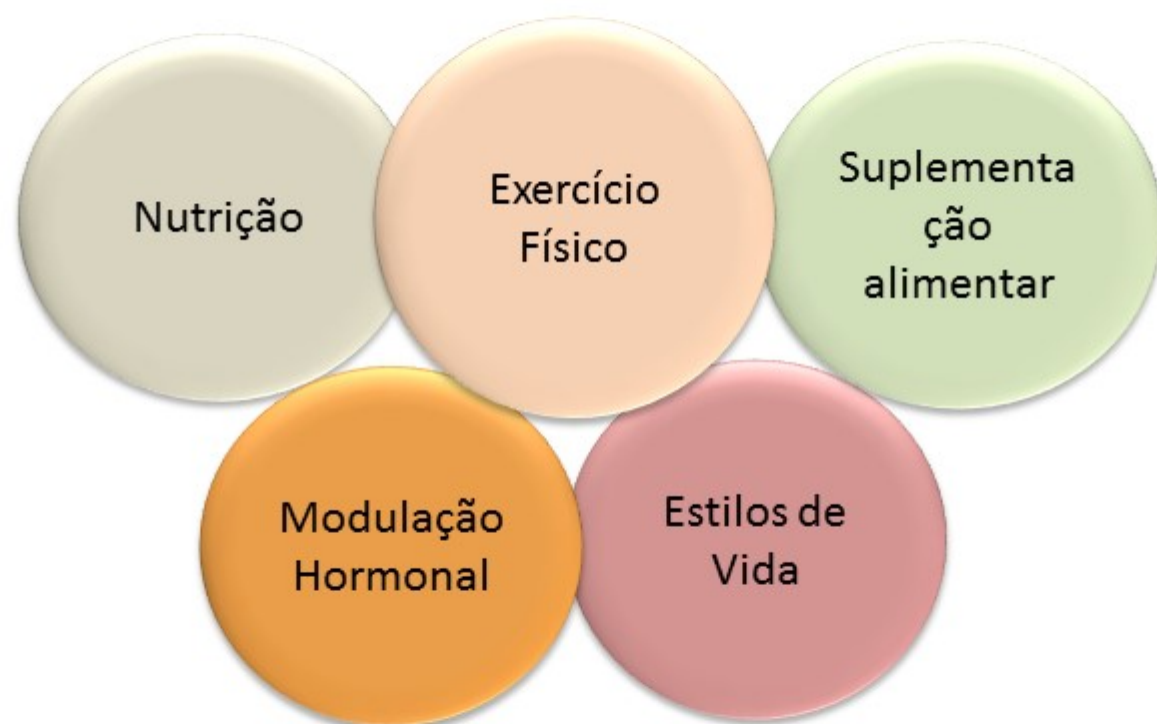 Nutrição
Exercício
Físico
Suplementa
ção
alimentar
Modulação
Hormonal
Estilos de
Vida